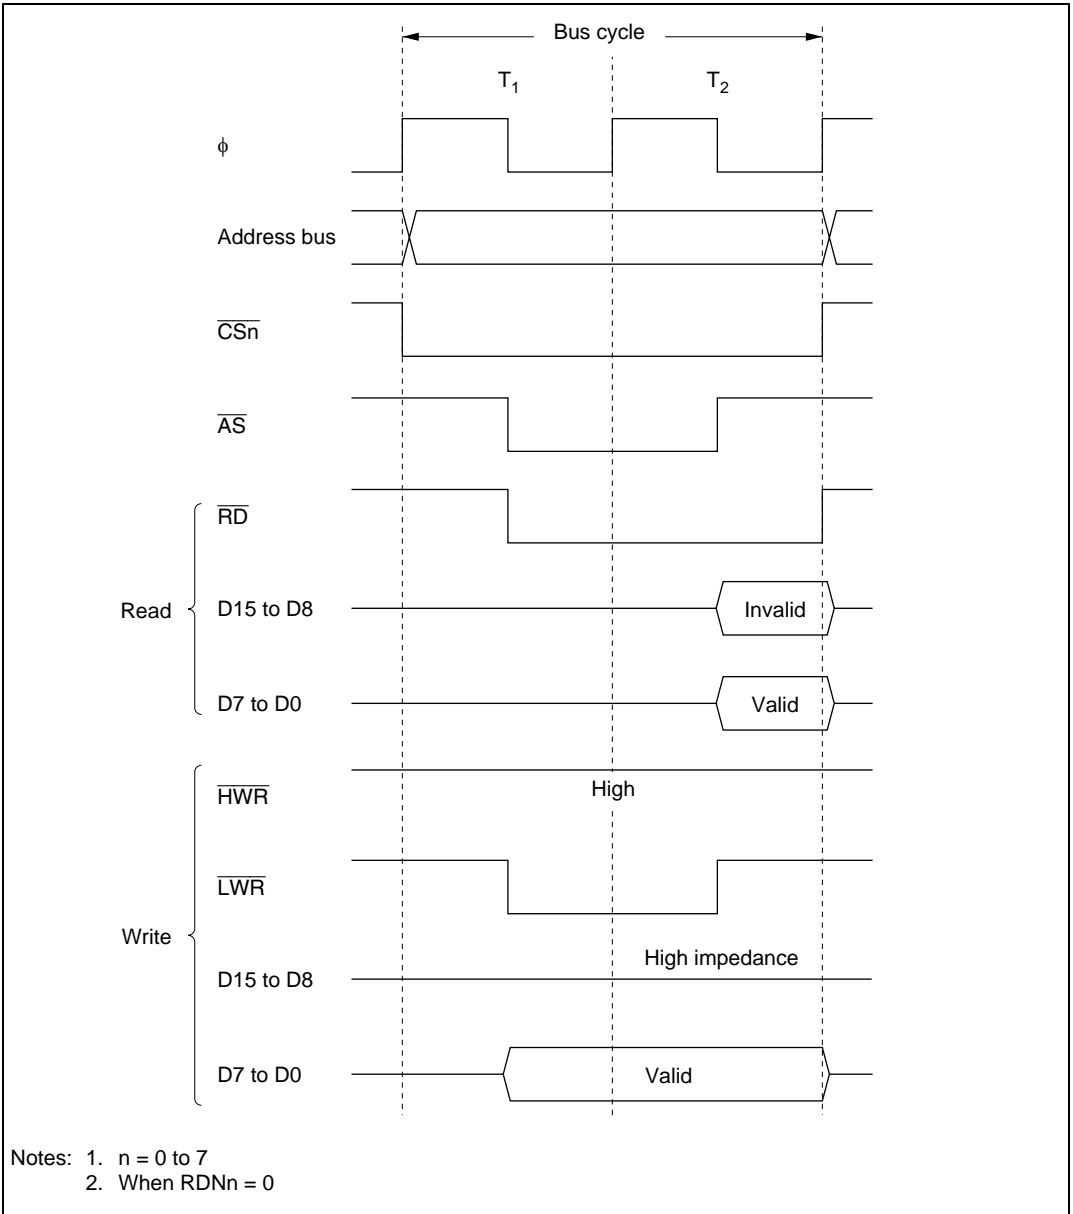 Bus cycle
T1 T2
ϕ
Address bus
CSn
AS
RD
Read D15 to D8 Invalid
D7 to D0 Valid
HWR High
LWR
Write
High impedance
D15 to D8
D7 to D0 Valid
Notes: 1. n = 0 to 7
2. When RDNn = 0